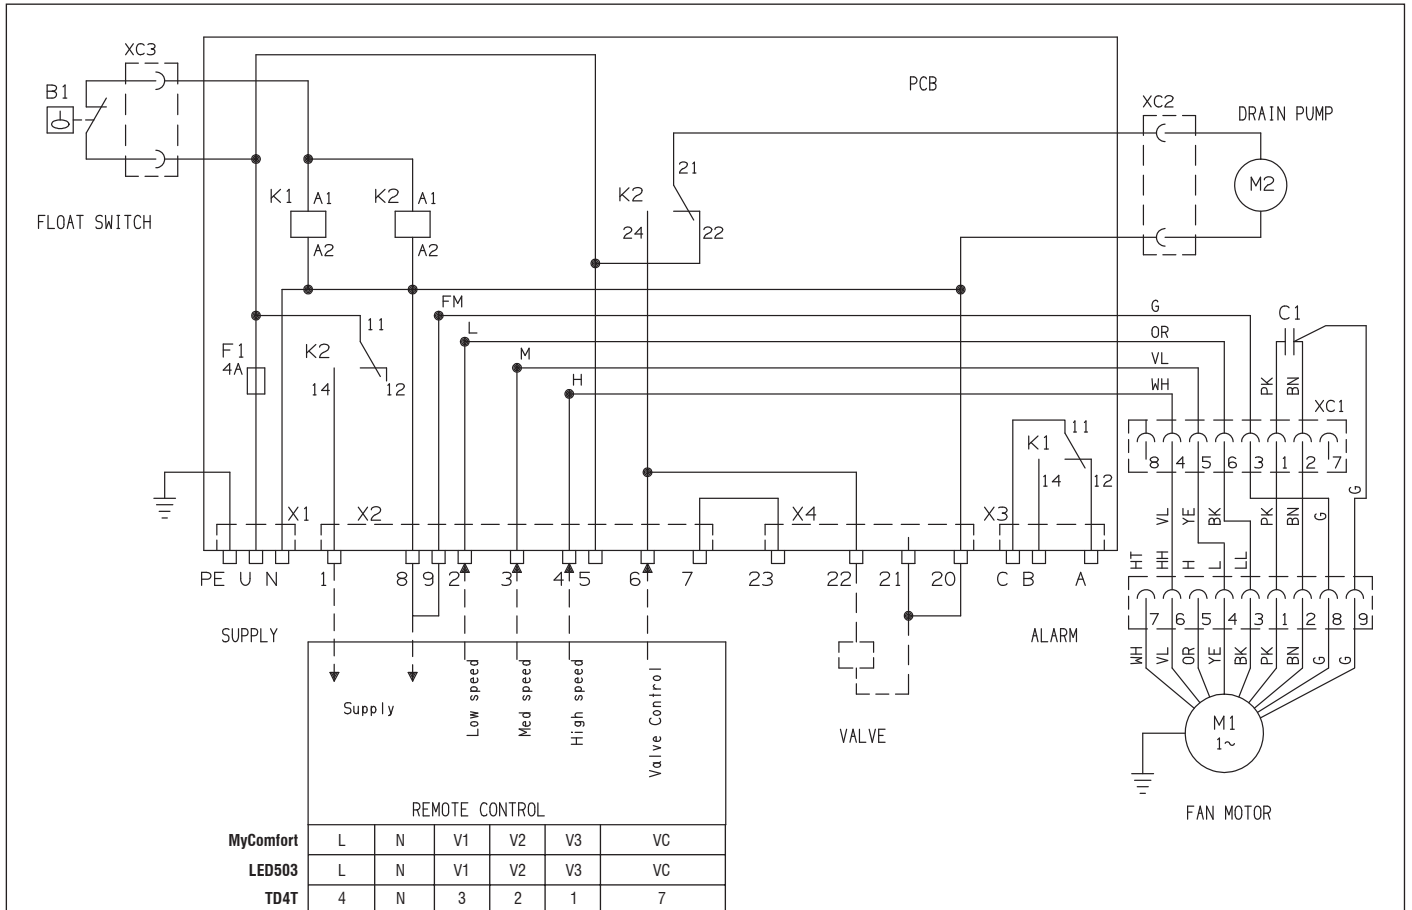 XC3
PCB
B1
XC2
DRAIN PUMP
21
K1 A1 K2 A1 K2 M2
FLOAT SWITCH
24 22
A2 A2
FM
G
C1
11
L
OR
F1 K2
4A
M
VL
14 12
H
WH
PK
BN
XC1
11
K1
8 4 5 6 3 1 2 7
14 12
G
X1 X2 X4 X3
VL
YE
BK
PK
BN
G
HT
HH
H
L
LL
PE U N 1 8 9 2 3 4 5 6 7 23 22 21 20 C B A
7 6 5 4 3 1 2 8 9
SUPPLY
ALARM
WH
VL
OR
YE
BK
PK
BN
G
G
Supply
Low speed
Med speed
High speed
Valve Control
VALVE
M1
1~
REMOTE CONTROL
FAN MOTOR
MyComfort L N V1 V2 V3 VC
LED503 L N V1 V2 V3 VC
TD4T 4 N 3 2 1 7